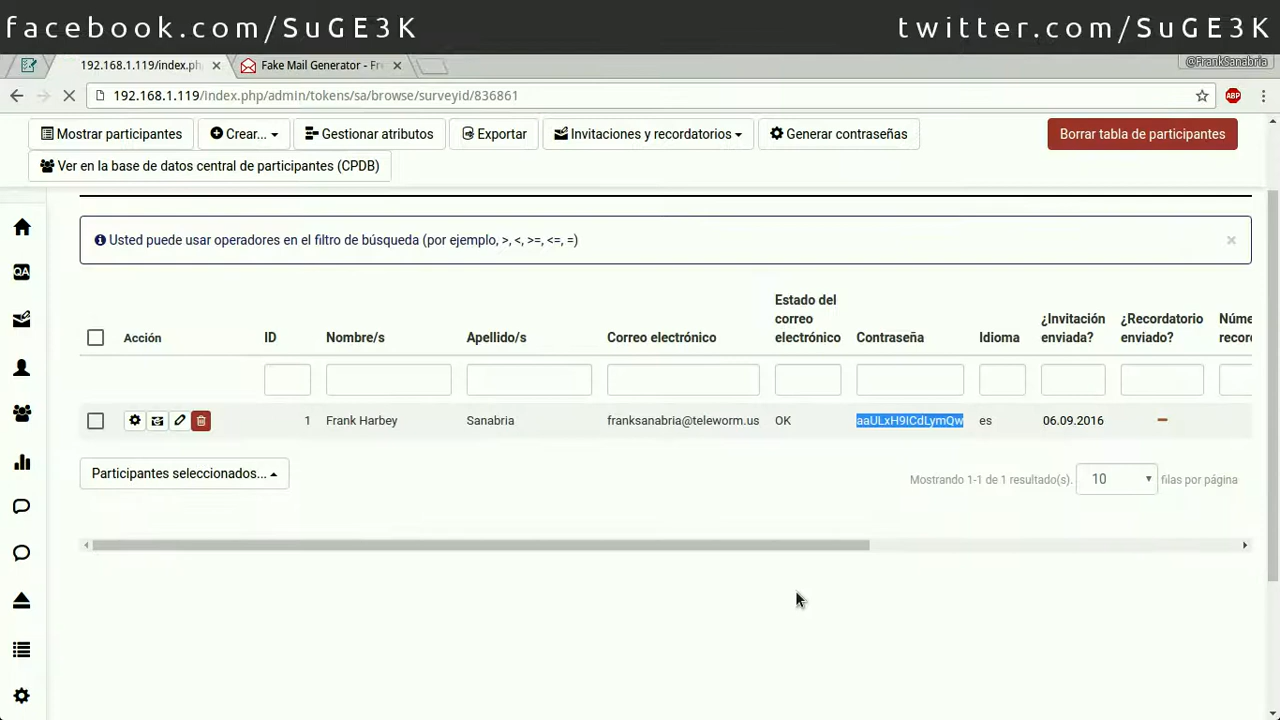 facebook.com/SuGE3K
twitter.com/SuGE3K
192.168.1.119/index.ph
Fake Mail Generator - Fr
@FrankSanabria
192.168.1.119/index.php/admin/tokens/sa/browse/surveyid/836861
ABP
Mostrar participantes
Crear...
Gestionar atributos
Exportar
Invitaciones y recordatorios
Generar contraseñas
Borrar tabla de participantes
Ver en la base de datos central de participantes (CPDB)
Usted puede usar operadores en el filtro de búsqueda (por ejemplo, >, <, >=, <=, =)
×
QA
Acción
ID
Nombre/s
Apellido/s
Correo electrónico
Estado del
correo
electrónico
Contraseña
Idioma
¿Invitación
enviada?
¿Recordatorio
enviado?
Núme
recor
1
Frank Harbey
Sanabria
franksanabria@teleworm.us
OK
aaULxH9ICdLymQw
es
06.09.2016
Participantes seleccionados...
Mostrando 1-1 de 1 resultado(s).
10
filas por página